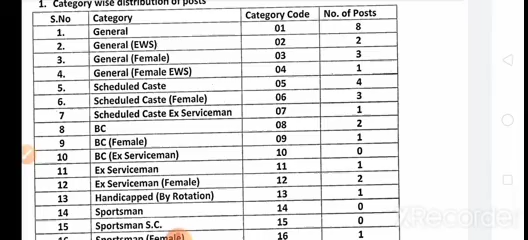 1. Category wise distribution of posts
S.No Category Category Code No. of Posts
1. General 01 8
2. General (EWS) 02 2
3. General (Female) 03 3
4. General (Female EWS) 04 1
5. Scheduled Caste 05 4
6. Scheduled Caste (Female) 06 3
7 Scheduled Caste Ex Serviceman 07 1
8 BC 08 2
9 BC (Female) 09 1
10 BC (Ex Serviceman) 10 0
11 Ex Serviceman 11 1
12 Ex Serviceman (Female) 12 2
13 Handicapped (By Rotation) 13 1
14 Sportsman 14 0
15 Sportsman S.C. 15 0
16 Sportsman (Female) 16 1
XRecorder